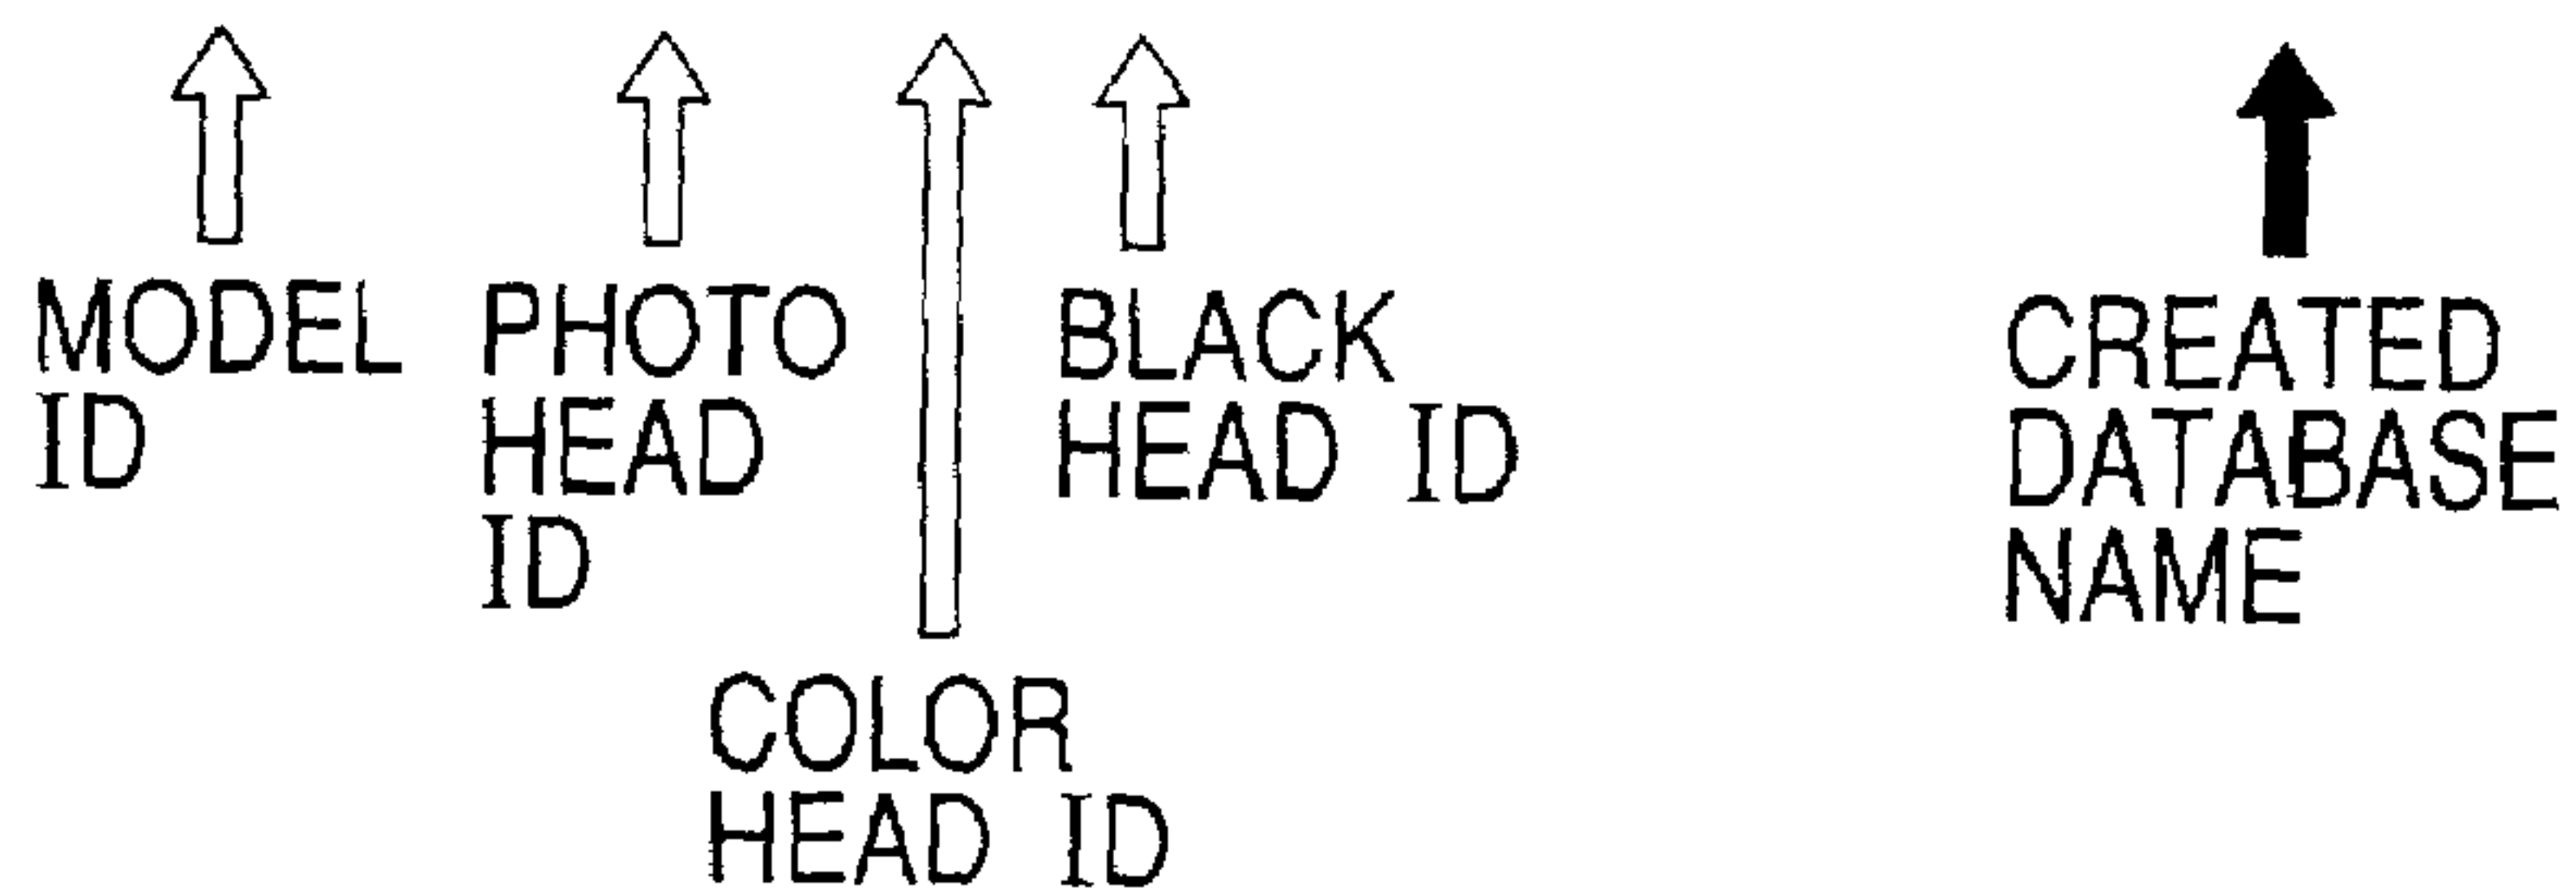 MODEL
ID
PHOTO
HEAD
ID
COLOR
HEAD ID
BLACK
HEAD ID
CREATED
DATABASE
NAME